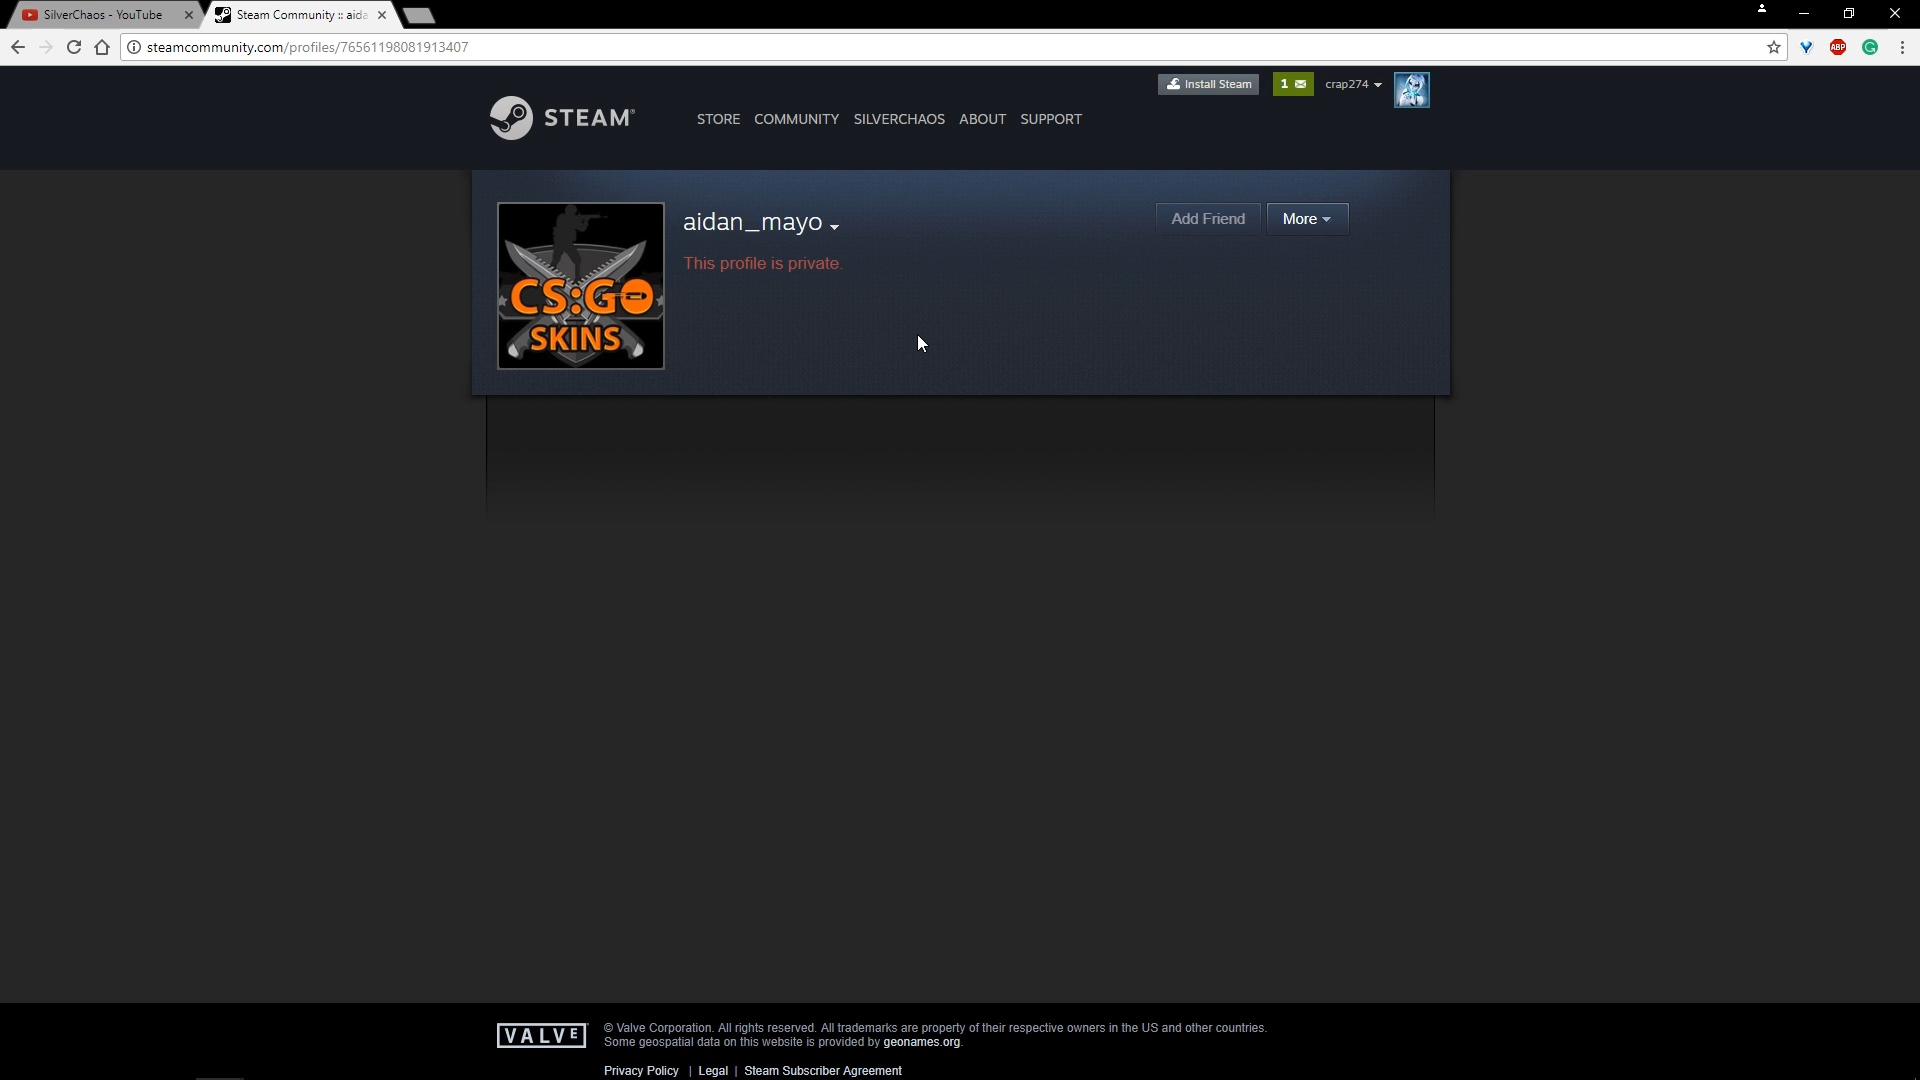 SilverChaos - YouTube
Steam Community :: aida
steamcommunity.com/profiles/76561198081913407
ABP
Install Steam
1
crap274
STEAM®
STORE COMMUNITY SILVERCHAOS ABOUT SUPPORT
aidan_mayo
Add Friend
More
This profile is private.
CS:GO
SKINS
VALVE
© Valve Corporation. All rights reserved. All trademarks are property of their respective owners in the US and other countries.
Some geospatial data on this website is provided by geonames.org.
Privacy Policy | Legal | Steam Subscriber Agreement